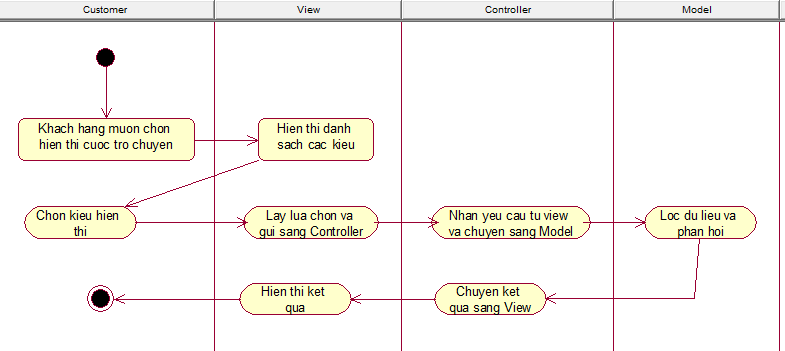 Customer
View
Controller
Model
Khach hang muon chon
hien thi cuoc tro chuyen
Hien thi danh
sach cac kieu
Chon kieu hien
thi
Lay lua chon va
gui sang Controller
Nhan yeu cau tu view
va chuyen sang Model
Loc du lieu va
phan hoi
Hien thi ket
qua
Chuyen ket
qua sang View